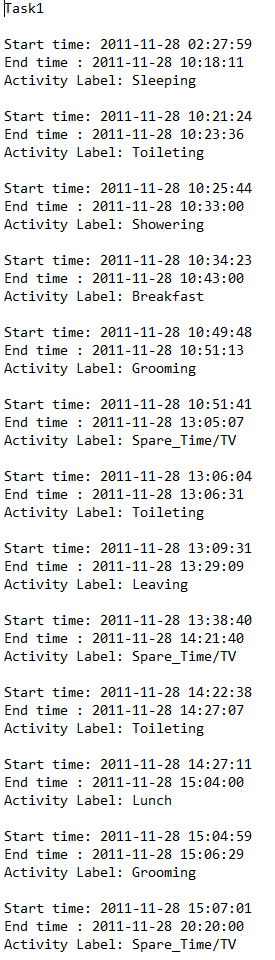 Task1
Start time: 2011-11-28 02:27:59
End time : 2011-11-28 10:18:11
Activity Label: Sleeping
Start time: 2011-11-28 10:21:24
End time : 2011-11-28 10:23:36
Activity Label: Toileting
Start time: 2011-11-28 10:25:44
End time : 2011-11-28 10:33:00
Activity Label: Showering
Start time: 2011-11-28 10:34:23
End time : 2011-11-28 10:43:00
Activity Label: Breakfast
Start time: 2011-11-28 10:49:48
End time : 2011-11-28 10:51:13
Activity Label: Grooming
Start time: 2011-11-28 10:51:41
End time : 2011-11-28 13:05:07
Activity Label: Spare_Time/TV
Start time: 2011-11-28 13:06:04
End time : 2011-11-28 13:06:31
Activity Label: Toileting
Start time: 2011-11-28 13:09:31
End time : 2011-11-28 13:29:09
Activity Label: Leaving
Start time: 2011-11-28 13:38:40
End time : 2011-11-28 14:21:40
Activity Label: Spare_Time/TV
Start time: 2011-11-28 14:22:38
End time : 2011-11-28 14:27:07
Activity Label: Toileting
Start time: 2011-11-28 14:27:11
End time : 2011-11-28 15:04:00
Activity Label: Lunch
Start time: 2011-11-28 15:04:59
End time : 2011-11-28 15:06:29
Activity Label: Grooming
Start time: 2011-11-28 15:07:01
End time : 2011-11-28 20:20:00
Activity Label: Spare_Time/TV